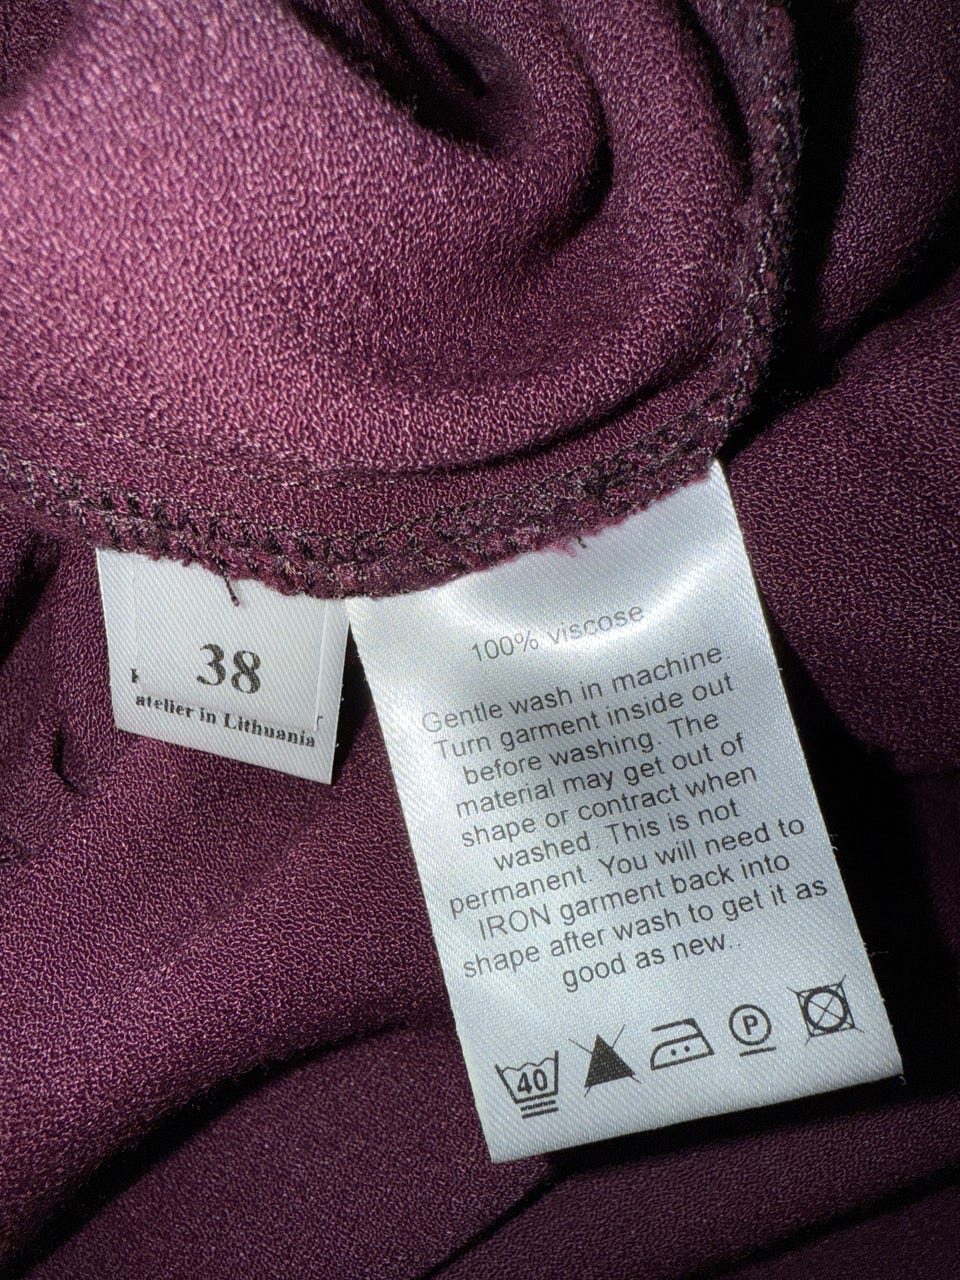 38
atelier in Lithuania
100% viscose
Gentle wash in machine.
Turn garment inside out
before washing. The
material may get out of
shape or contract when
washed. This is not
permanent. You will need to
IRON garment back into
shape after wash to get it as
good as new..
40
P